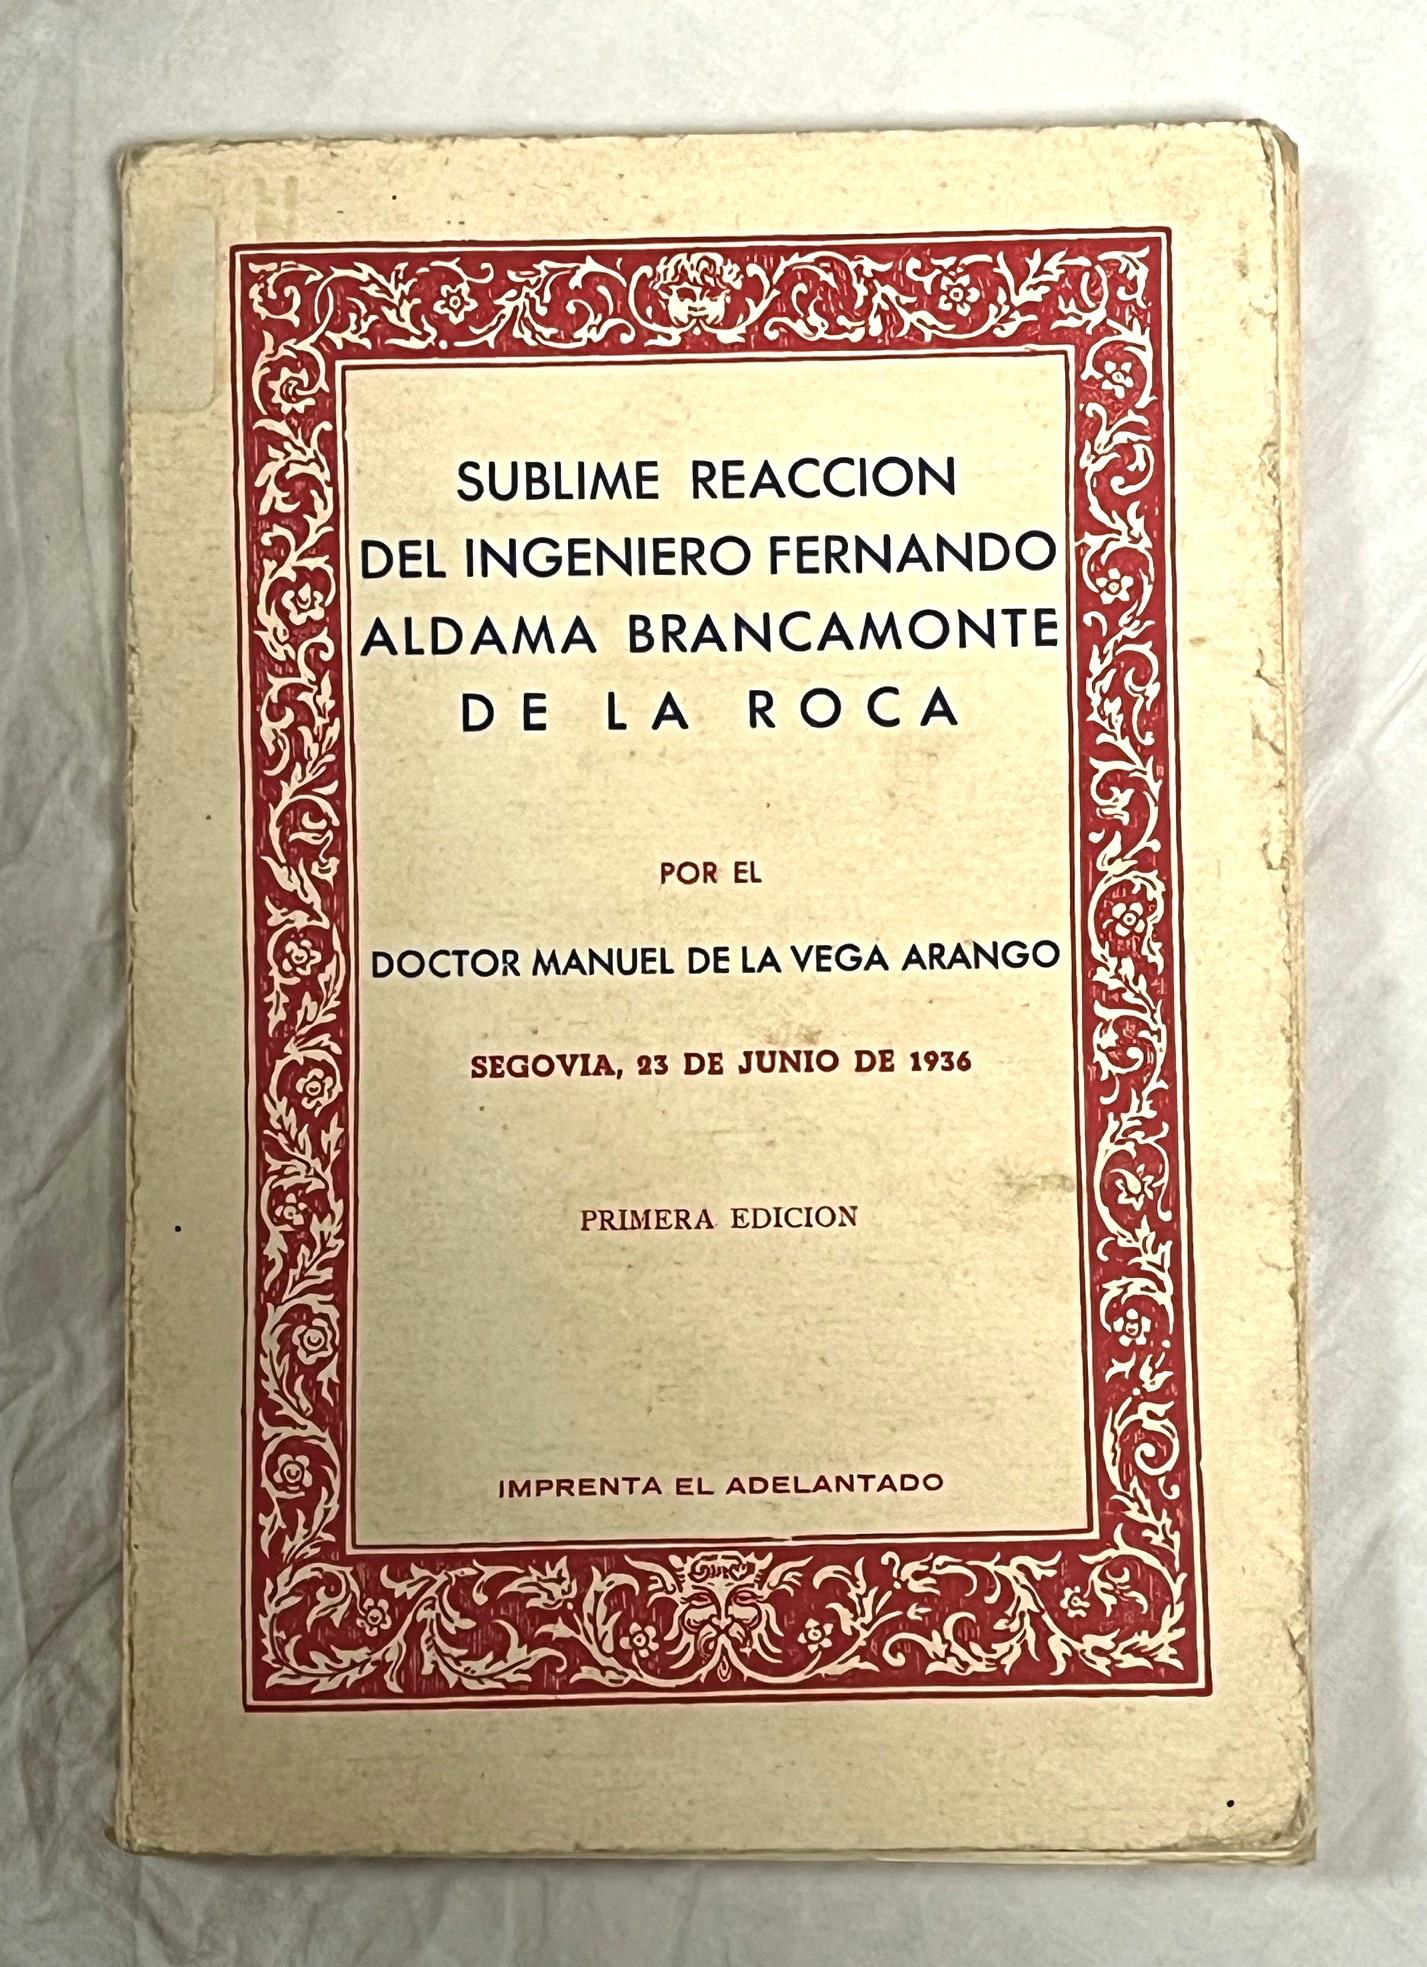 SUBLIME REACCION
DEL INGENIERO FERNANDO
ALDAMA BRANCAMONTE
DE LA ROCA
POR EL
DOCTOR MANUEL DE LA VEGA ARANGO
SEGOVIA, 23 DE JUNIO DE 1936
PRIMERA EDICION
IMPRENTA EL ADELANTADO